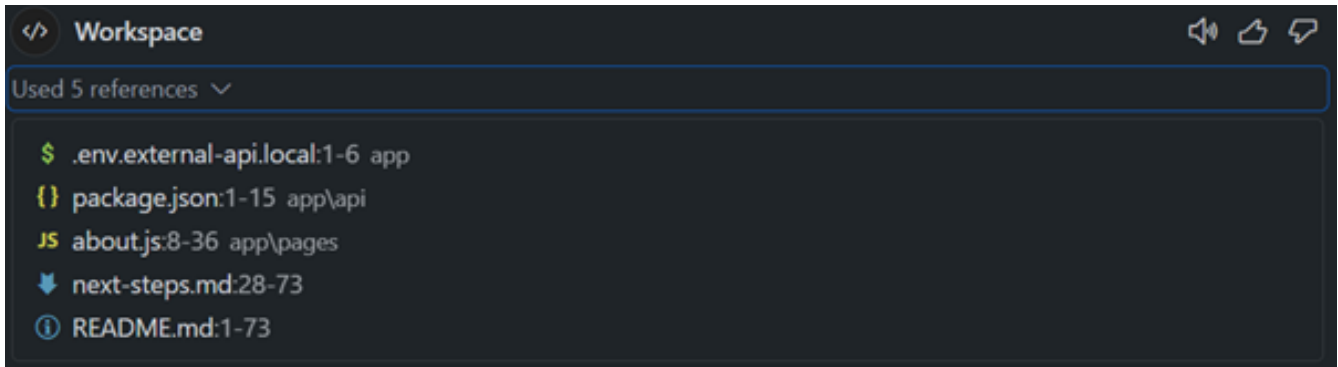 </> Workspace
Used 5 references
$ .env.external-api.local:1-6 app
{} package.json:1-15 app\api
JS about.js:8-36 app\pages
next-steps.md:28-73
README.md:1-73